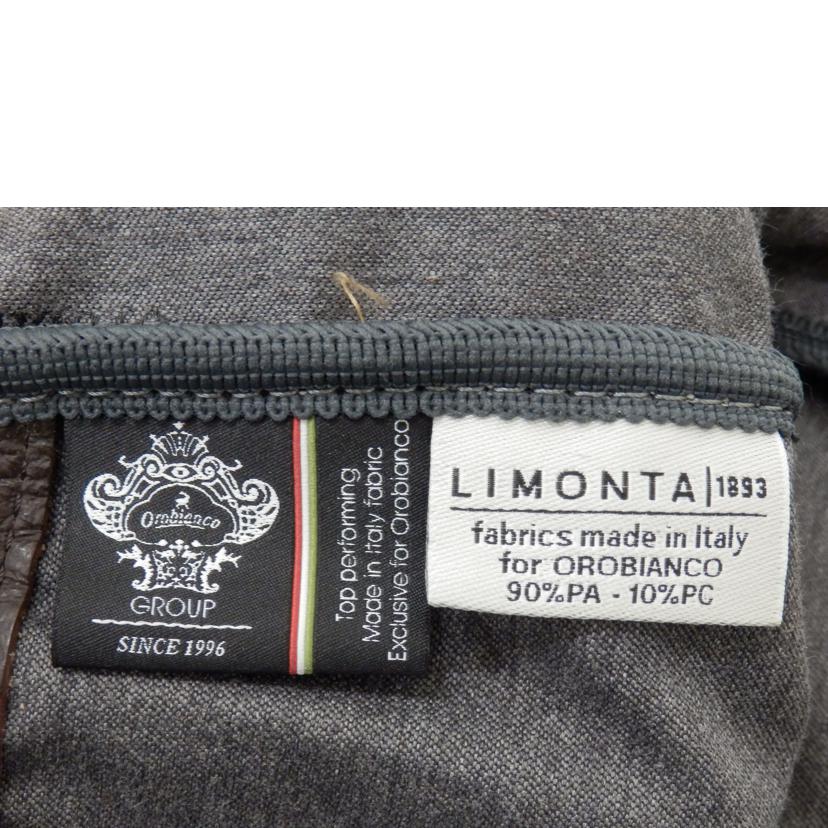 Orobianco
GROUP
SINCE 1996
Top performing
Made in Italy fabric
Exclusive for Orobianco
LIMONTA|1893
fabrics made in Italy
for OROBIANCO
90%PA - 10%PC